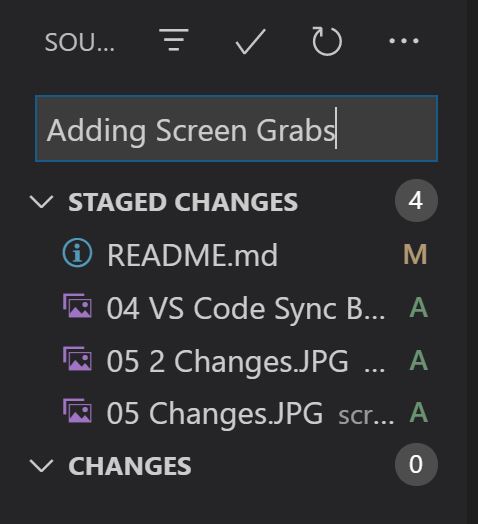 SOU...
Adding Screen Grabs
STAGED CHANGES 4
README.md M
04 VS Code Sync B... A
05 2 Changes.JPG ... A
05 Changes.JPG scr... A
CHANGES 0